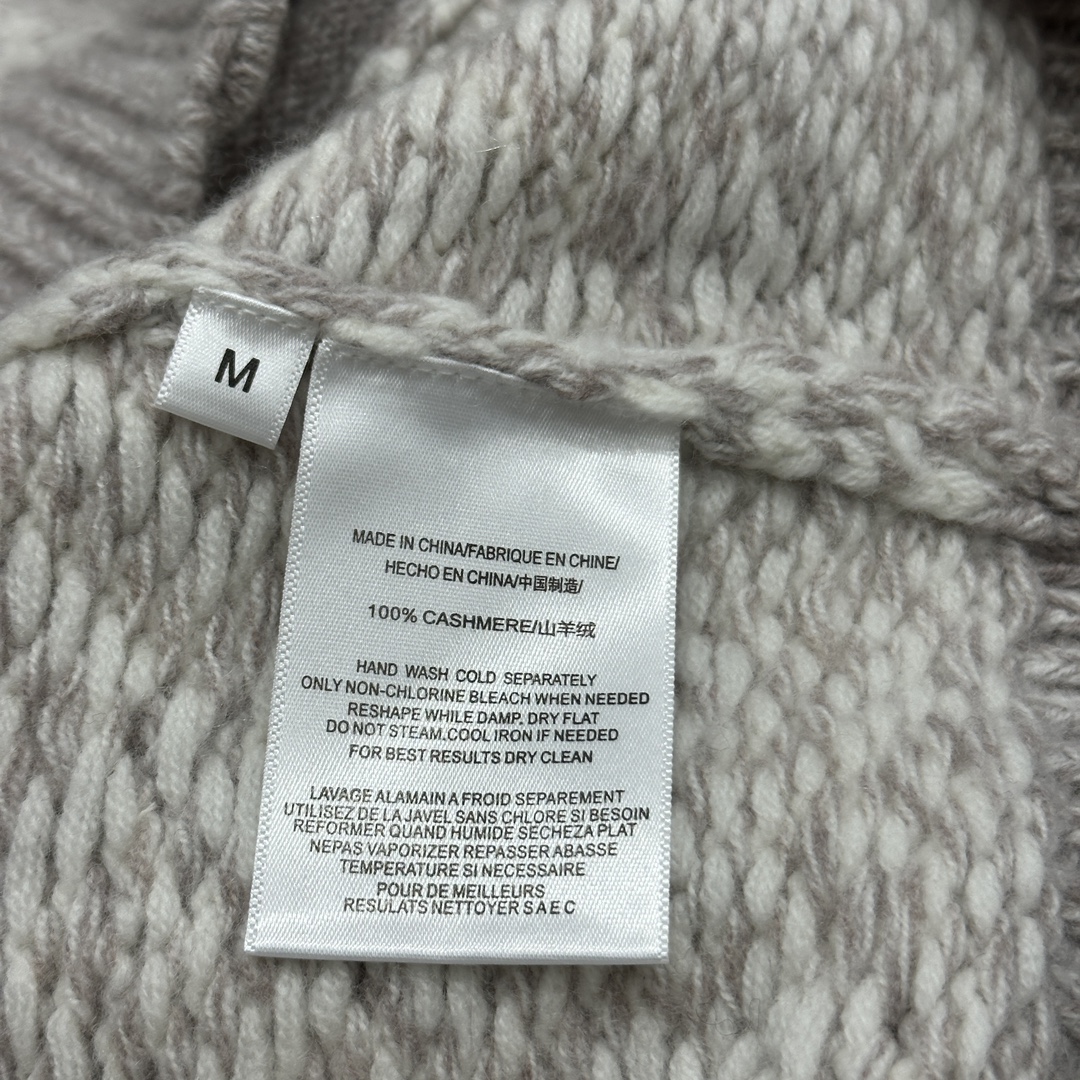 M
MADE IN CHINA/FABRIQUE EN CHINE/
HECHO EN CHINA/中国制造/
100% CASHMERE/山羊绒
HAND WASH COLD SEPARATELY
ONLY NON-CHLORINE BLEACH WHEN NEEDED
RESHAPE WHILE DAMP. DRY FLAT
DO NOT STEAM.COOL IRON IF NEEDED
FOR BEST RESULTS DRY CLEAN
LAVAGE ALAMAIN A FROID SEPAREMENT
UTILISEZ DE LA JAVEL SANS CHLORE SI BESOIN
REFORMER QUAND HUMIDE SECHEZA PLAT
NEPAS VAPORIZER REPASSER ABASSE
TEMPERATURE SI NECESSAIRE
POUR DE MEILLEURS
RESULATS NETTOYER S A E C